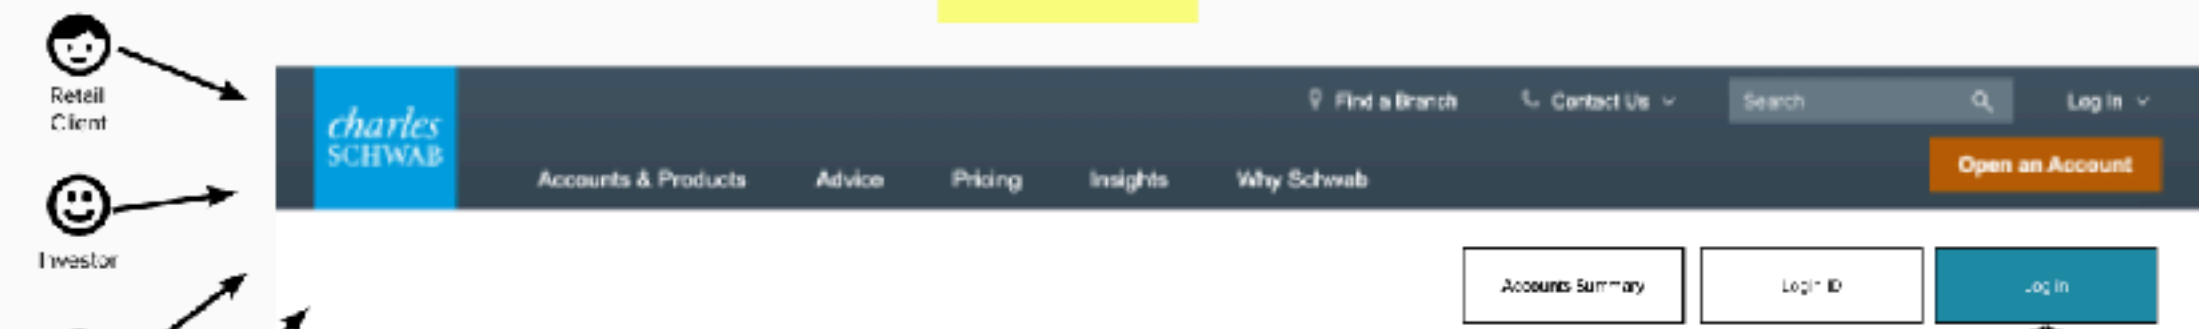 Retail
Client
Investor
charles
SCHWAB
Find a Branch
Contact Us
Search
Log In
Open an Account
Accounts & Products
Advice
Pricing
Insights
Why Schwab
Accounts Summary
Login ID
Log in